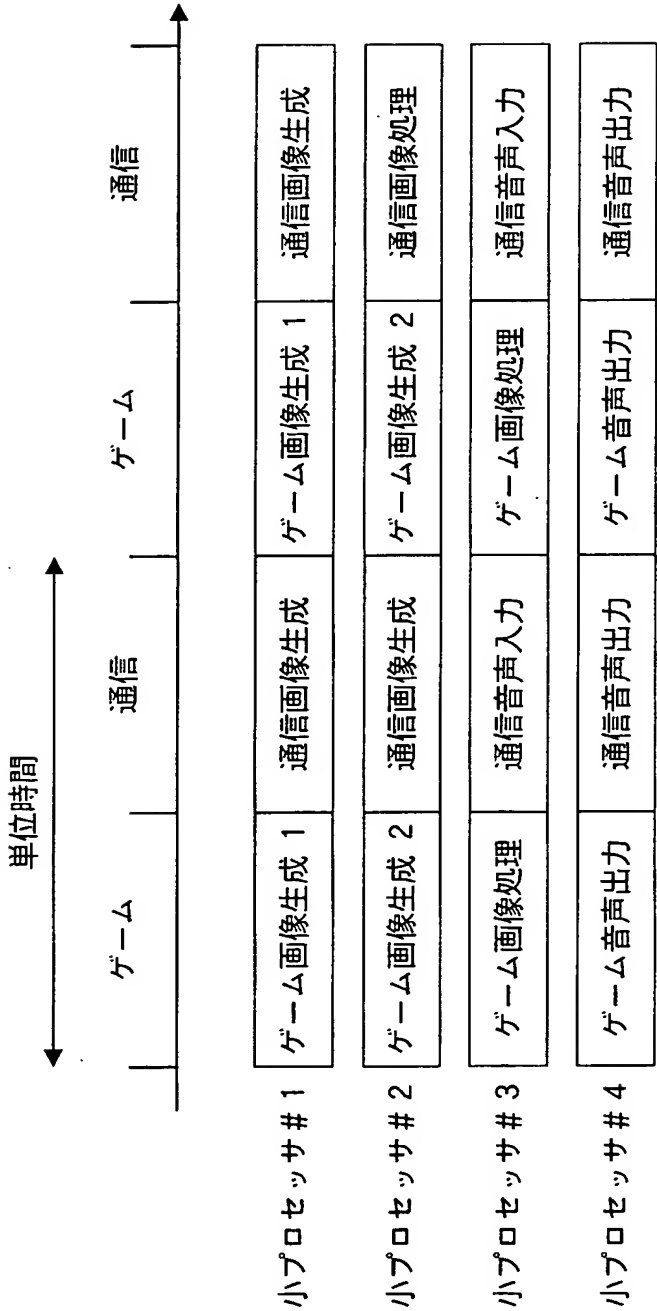 単位時間
ゲーム 通信 ゲーム 通信
小プロセッサ#1 ゲーム画像生成 1 通信画像生成 ゲーム画像生成 1 通信画像生成
小プロセッサ#2 ゲーム画像生成 2 通信画像生成 ゲーム画像生成 2 通信画像処理
小プロセッサ#3 ゲーム画像処理 通信音声入力 ゲーム画像処理 通信音声入力
小プロセッサ#4 ゲーム音声出力 通信音声出力 ゲーム音声出力 通信音声出力